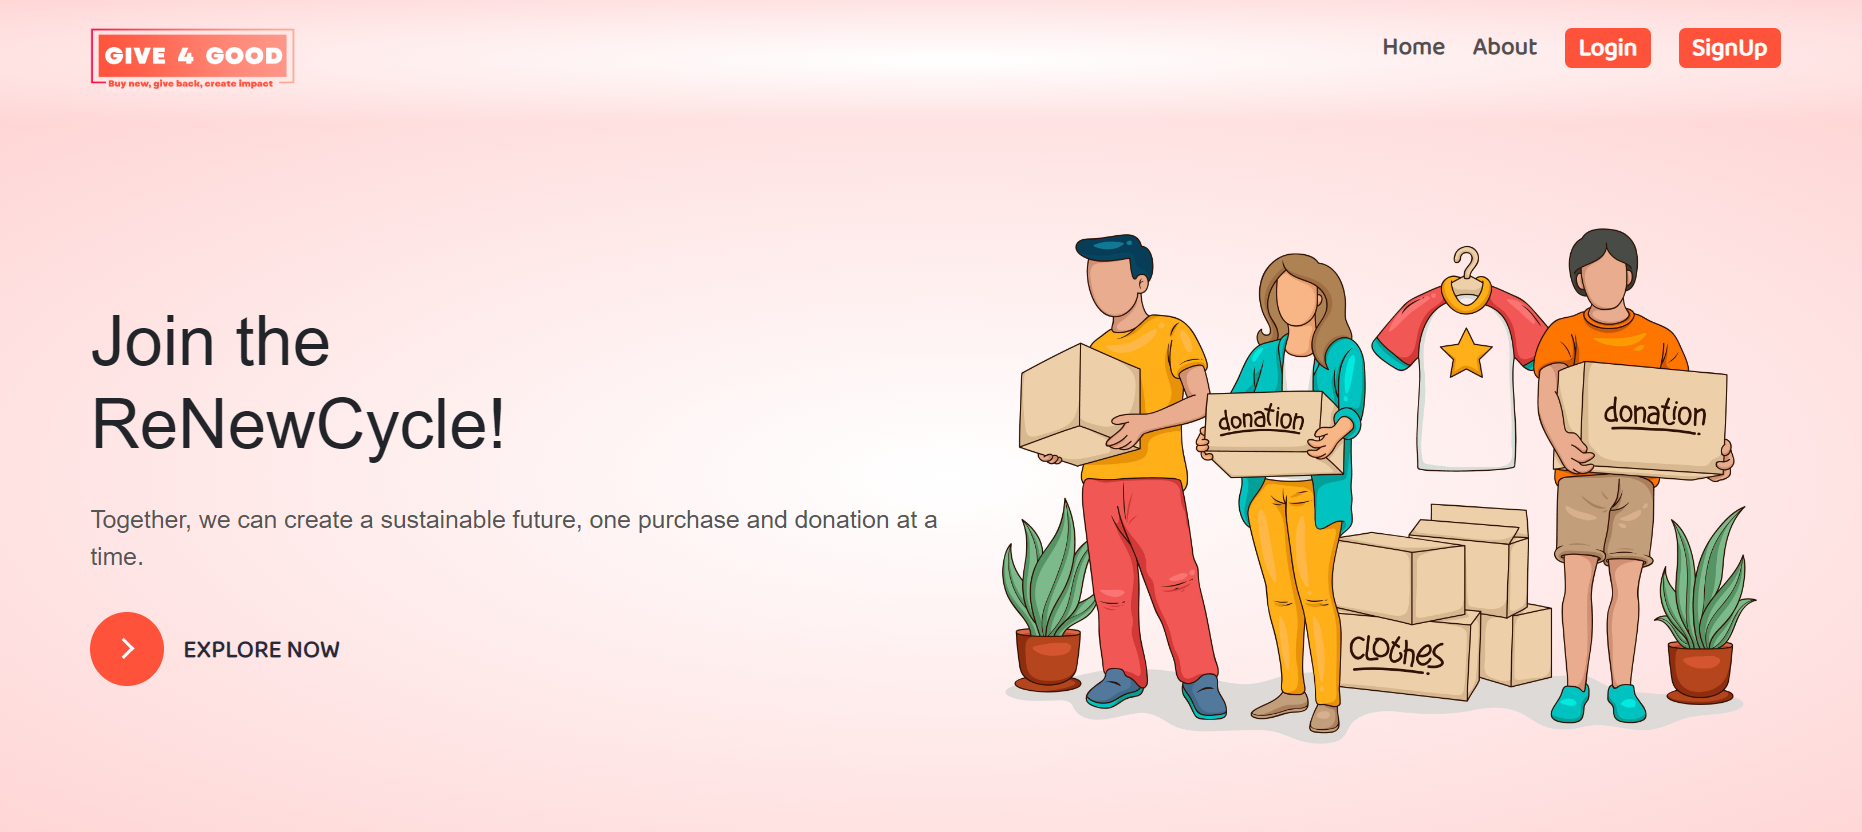 GIVE 4 GOOD
Buy new, give back, create impact
Home
About
Login
SignUp
Join the
ReNewCycle!
Together, we can create a sustainable future, one purchase and donation at a
time.
EXPLORE NOW
donation
donation
clothes